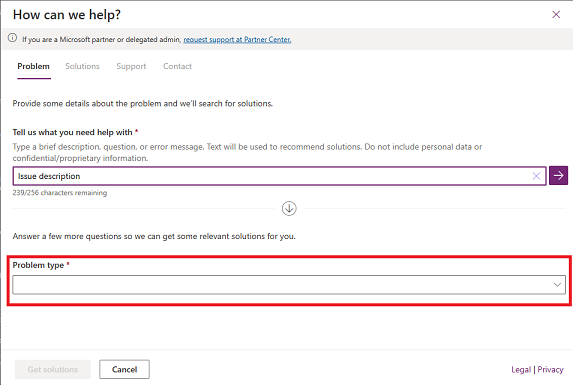 How can we help?
If you are a Microsoft partner or delegated admin, request support at Partner Center.
Problem Solutions Support Contact
Provide some details about the problem and we'll search for solutions.
Tell us what you need help with *
Type a brief description, question, or error message. Text will be used to recommend solutions. Do not include personal data or
confidential/proprietary information.
Issue description
239/256 characters remaining
Answer a few more questions so we can get some relevant solutions for you.
Problem type *
Get solutions Cancel Legal | Privacy